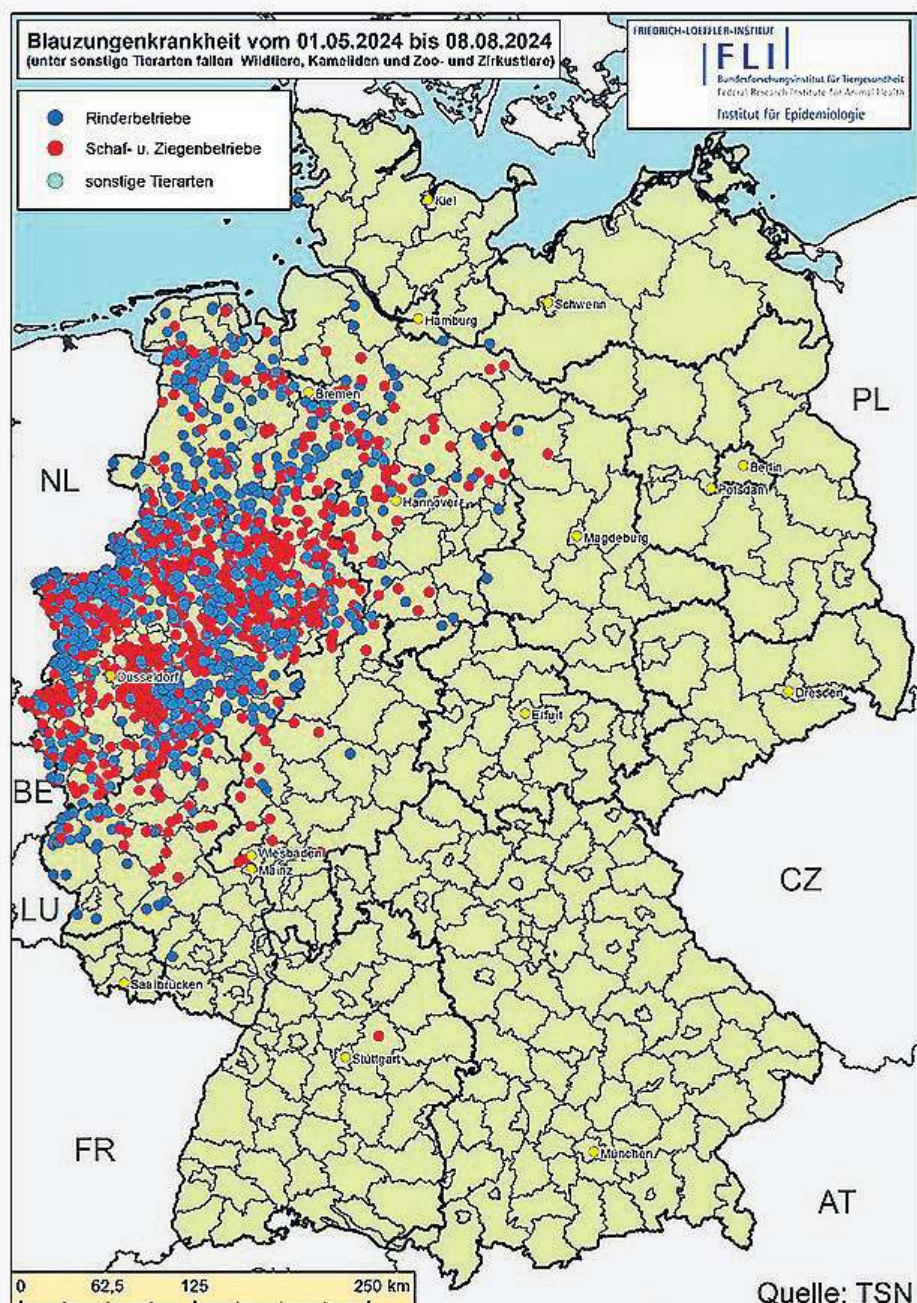 Blauzungenkrankheit vom 01.05.2024 bis 08.08.2024
(unter sonstige Tierarten fallen Wildtiere, Kameliden und Zoo- und Zirkustiere)
FRIEDRICH-LOEFFLER-INSTITUT
FLI
Bundesforschungsinstitut für Tiergesundheit
Federal Research Institute for Animal Health
Institut für Epidemiologie
Rinderbetriebe
Schaf- u. Ziegenbetriebe
sonstige Tierarten
Kiel
Schwerin
Hamburg
Bremen
PL
NL
Berlin
Potsdam
Hannover
Magdeburg
Düsseldorf
Dresden
Erfurt
BE
Wiesbaden
Mainz
CZ
LU
Saarbrücken
Stuttgart
FR
München
AT
0 62,5 125 250 km
Quelle: TSN